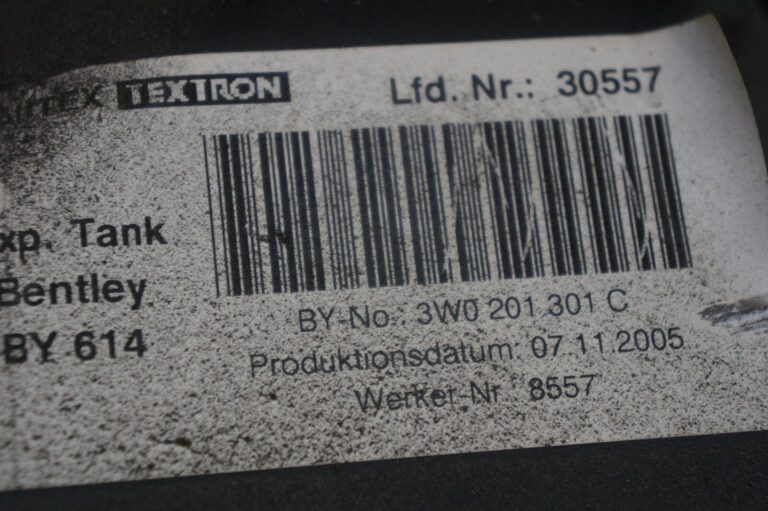 TEXTRON
Lfd. Nr.: 30557
xp. Tank
Bentley
BY 614
BY-No.: 3W0 201 301 C
Produktionsdatum: 07.11.2005
Werker-Nr.: 8557